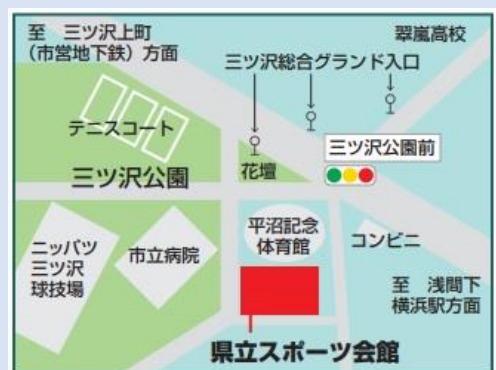 至 三ツ沢上町
(市営地下鉄)方面
翠嵐高校
三ツ沢総合グランド入口
テニスコート
三ツ沢公園前
三ツ沢公園
花壇
平沼記念
体育館
コンビニ
ニッパツ
三ツ沢
球技場
市立病院
至 浅間下
横浜駅方面
県立スポーツ会館